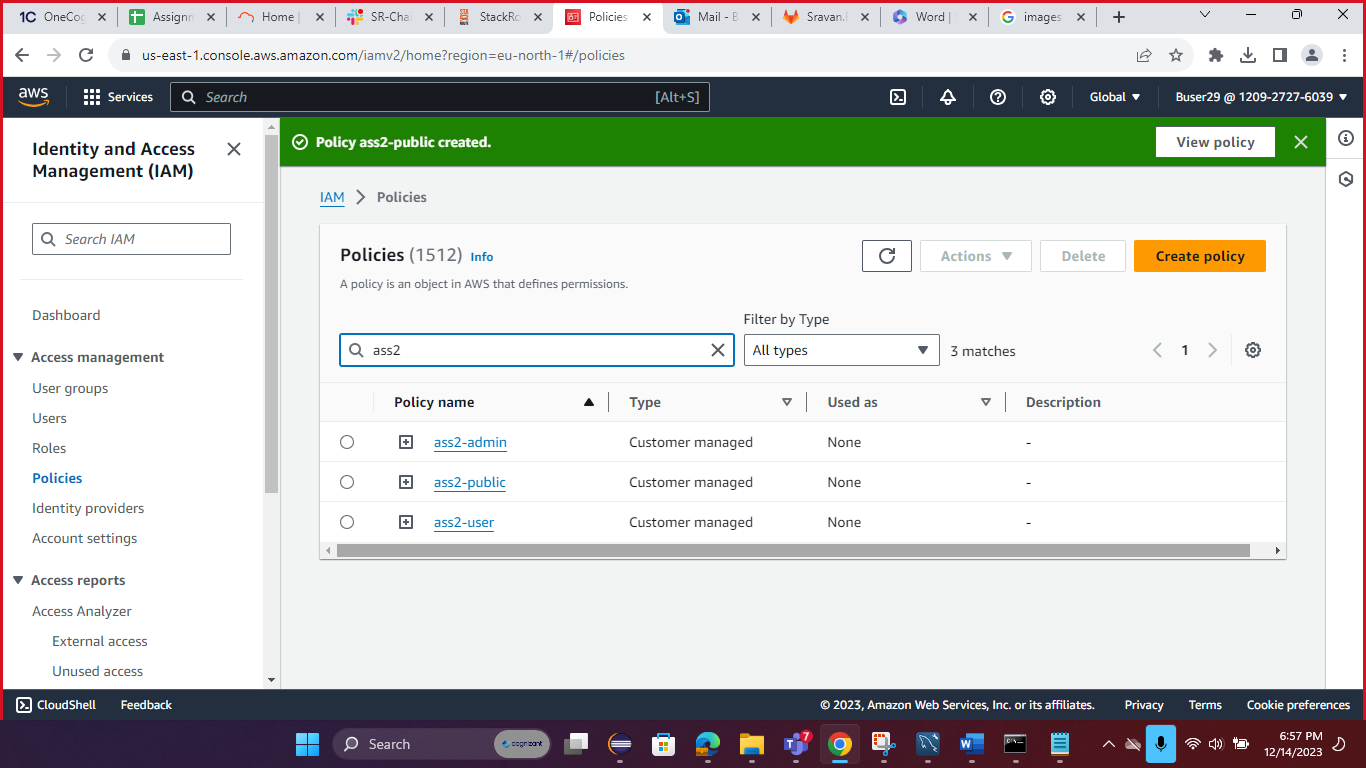 1C OneCog
Assignm
Home |
SR-Cha
StackRo
Policies
Mail - B
Sravan.
Word |
images
us-east-1.console.aws.amazon.com/iamv2/home?region=eu-north-1#/policies
aws
Services
Search [Alt+S]
Global
Buser29 @ 1209-2727-6039
Identity and Access
Management (IAM)
Search IAM
Dashboard
Access management
User groups
Users
Roles
Policies
Identity providers
Account settings
Access reports
Access Analyzer
External access
Unused access
Policy ass2-public created.
View policy
IAM > Policies
Policies (1512) Info
A policy is an object in AWS that defines permissions.
Actions
Delete
Create policy
Filter by Type
ass2
All types
3 matches
1
Policy name Type Used as Description
ass2-admin Customer managed None -
ass2-public Customer managed None -
ass2-user Customer managed None -
CloudShell Feedback © 2023, Amazon Web Services, Inc. or its affiliates. Privacy Terms Cookie preferences
Search
cognizant
7
6:57 PM
12/14/2023